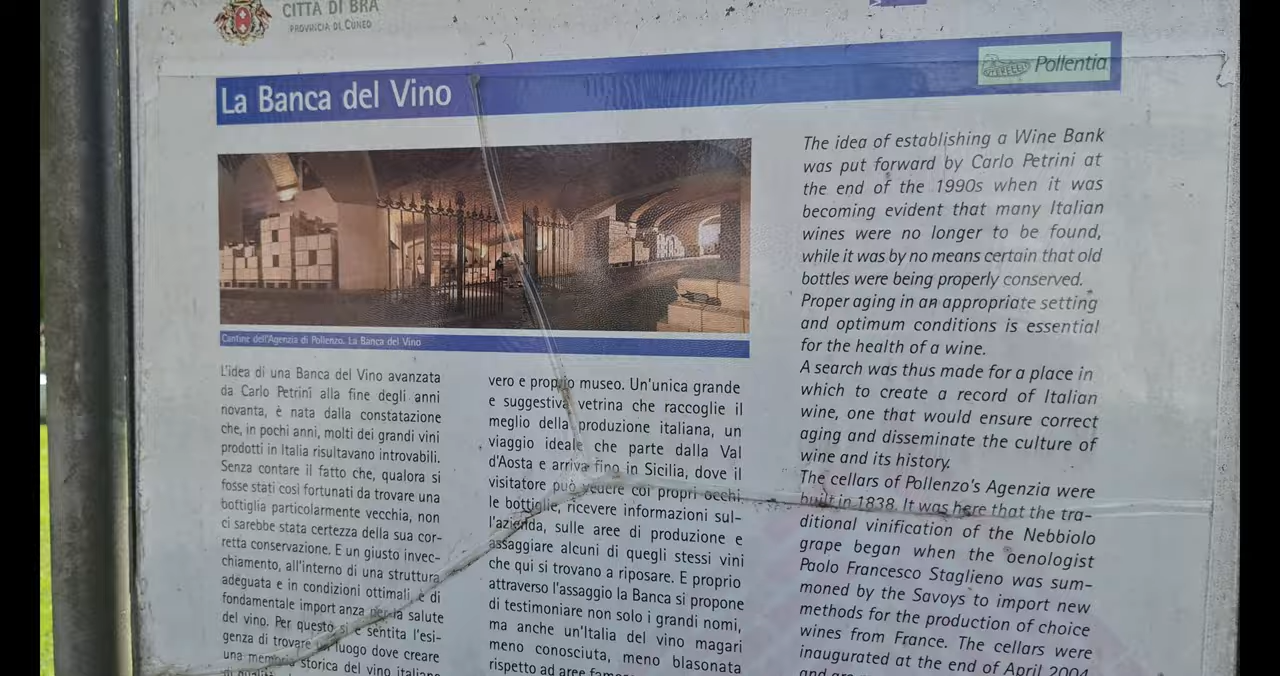 CITTÀ DI BRA
PROVINCIA DI CUNEO
Pollentia
La Banca del Vino
Cantine dell'Agenzia di Pollenzo. La Banca del Vino
L'idea di una Banca del Vino avanzata
da Carlo Petrini alla fine degli anni
novanta, è nata dalla constatazione
che, in pochi anni, molti dei grandi vini
prodotti in Italia risultavano introvabili.
Senza contare il fatto che, qualora si
fosse stati così fortunati da trovare una
bottiglia particolarmente vecchia, non
ci sarebbe stata certezza della sua cor-
retta conservazione. E un giusto invec-
chiamento, all'interno di una struttura
adeguata e in condizioni ottimali, è di
fondamentale import anza per la salute
del vino. Per questo si è sentita l'esi-
genza di trovare un luogo dove creare
una memoria storica del vino italiano
di qualità
vero e proprio museo. Un'unica grande
e suggestiva vetrina che raccoglie il
meglio della produzione italiana, un
viaggio ideale che parte dalla Val
d'Aosta e arriva fino in Sicilia, dove il
visitatore può vedere coi propri occhi
le bottiglie, ricevere informazioni sul-
l'azienda, sulle aree di produzione e
assaggiare alcuni di quegli stessi vini
che qui si trovano a riposare. E proprio
attraverso l'assaggio la Banca si propone
di testimoniare non solo i grandi nomi,
ma anche un'Italia del vino magari
meno conosciuta, meno blasonata
rispetto ad aree famose
The idea of establishing a Wine Bank
was put forward by Carlo Petrini at
the end of the 1990s when it was
becoming evident that many Italian
wines were no longer to be found,
while it was by no means certain that old
bottles were being properly conserved.
Proper aging in an appropriate setting
and optimum conditions is essential
for the health of a wine.
A search was thus made for a place in
which to create a record of Italian
wine, one that would ensure correct
aging and disseminate the culture of
wine and its history.
The cellars of Pollenzo's Agenzia were
built in 1838. It was here that the tra-
ditional vinification of the Nebbiolo
grape began when the oenologist
Paolo Francesco Staglieno was sum-
moned by the Savoys to import new
methods for the production of choice
wines from France. The cellars were
inaugurated at the end of April 2004
and are